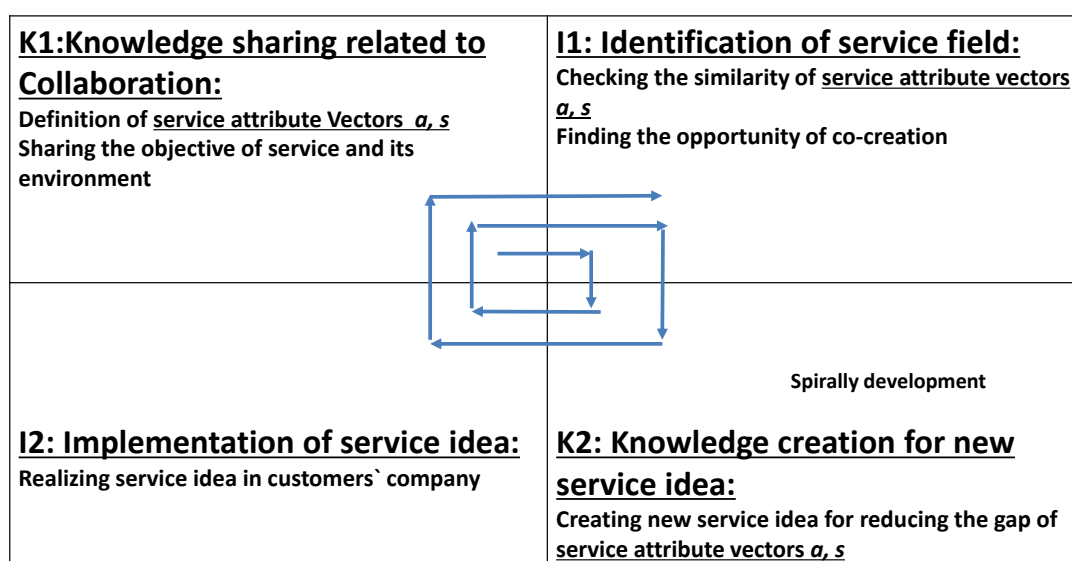 K1:Knowledge sharing related to
Collaboration:
Definition of service attribute Vectors a, s
Sharing the objective of service and its
environment
I1: Identification of service field:
Checking the similarity of service attribute vectors
a, s
Finding the opportunity of co-creation
Spirally development
I2: Implementation of service idea:
Realizing service idea in customers` company
K2: Knowledge creation for new
service idea:
Creating new service idea for reducing the gap of
service attribute vectors a, s